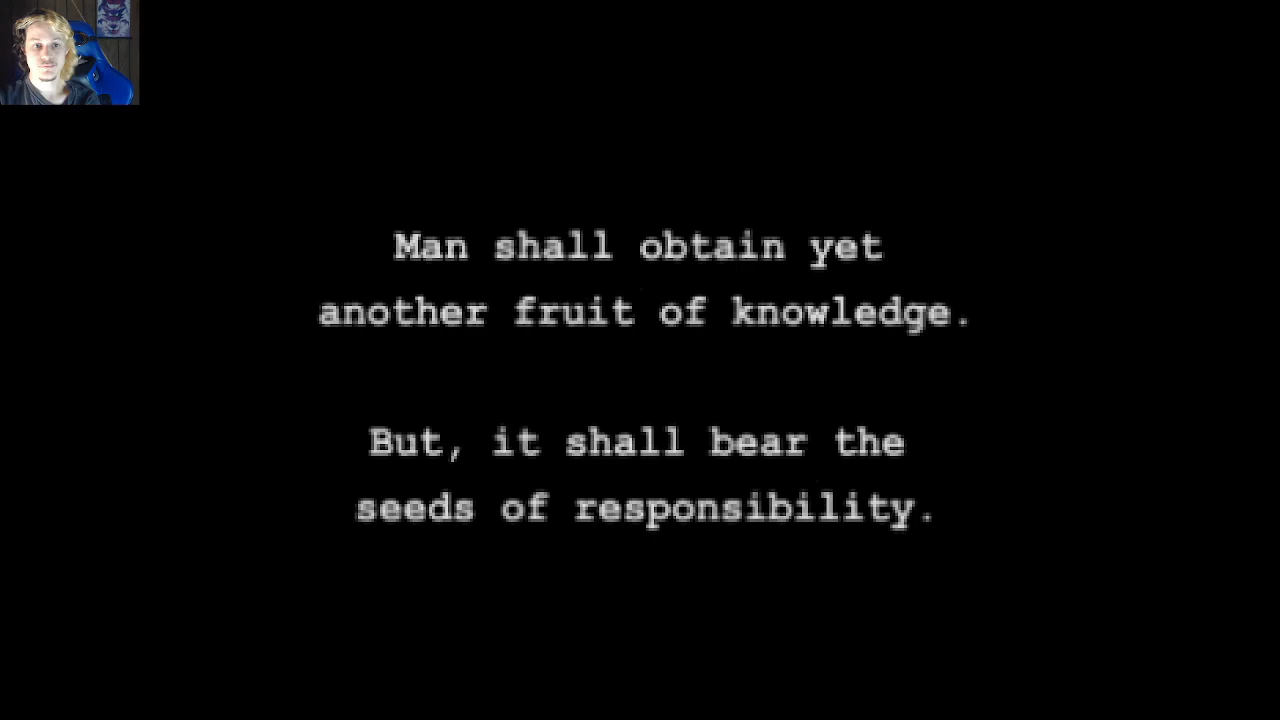 Man shall obtain yet
another fruit of knowledge.
But, it shall bear the
seeds of responsibility.